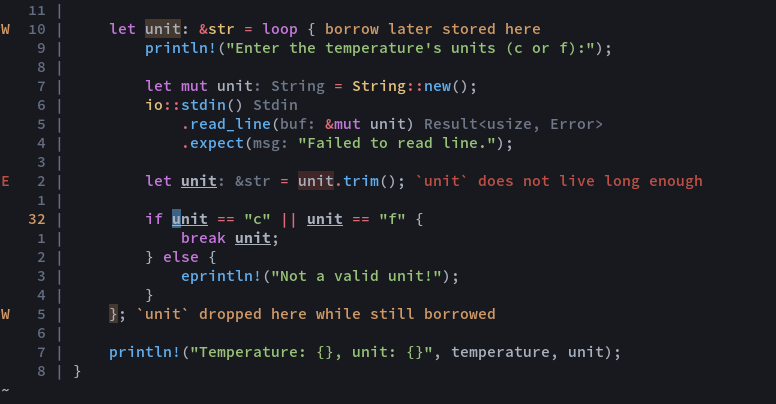 11 |
W 10 | let unit: &str = loop { borrow later stored here
9 | println!("Enter the temperature's units (c or f):");
8 |
7 | let mut unit: String = String::new();
6 | io::stdin() Stdin
5 | .read_line(buf: &mut unit) Result<usize, Error>
4 | .expect(msg: "Failed to read line.");
3 |
E 2 | let unit: &str = unit.trim(); `unit` does not live long enough
1 |
32 | if unit == "c" || unit == "f" {
1 | break unit;
2 | } else {
3 | eprintln!("Not a valid unit!");
4 | }
W 5 | }; `unit` dropped here while still borrowed
6 |
7 | println!("Temperature: {}, unit: {}", temperature, unit);
8 | }
~